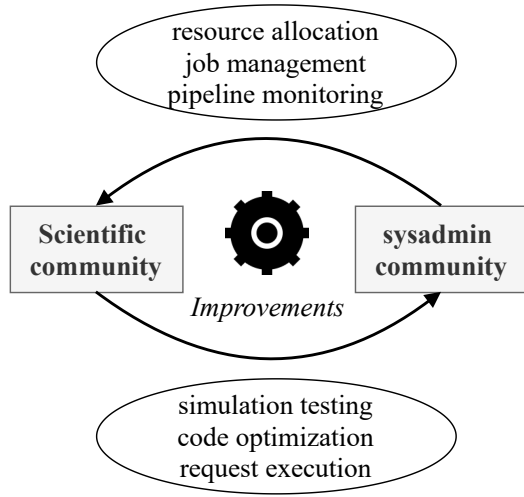 resource allocation
job management
pipeline monitoring
Scientific
community
sysadmin
community
Improvements
simulation testing
code optimization
request execution